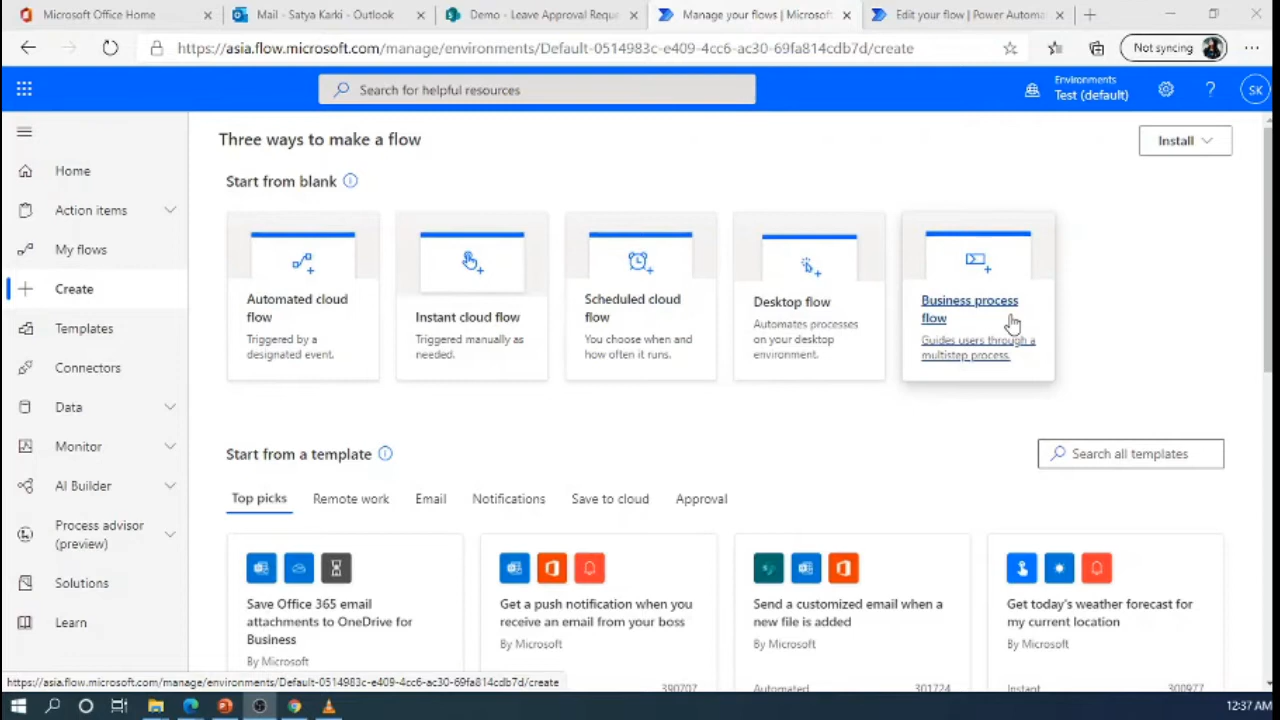 Microsoft Office Home
Mail - Satya Karki - Outlook
Demo - Leave Approval Requ
Manage your flows | Microsoft
Edit your flow | Power Automa
https://asia.flow.microsoft.com/manage/environments/Default-0514983c-e409-4cc6-ac30-69fa814cdb7d/create
Not syncing
Search for helpful resources
Environments
Test (default)
SK
Three ways to make a flow
Install
Home
Action items
My flows
Create
Templates
Connectors
Data
Monitor
AI Builder
Process advisor
(preview)
Solutions
Learn
Start from blank
Automated cloud
flow
Triggered by a
designated event.
Instant cloud flow
Triggered manually as
needed.
Scheduled cloud
flow
You choose when and
how often it runs.
Desktop flow
Automates processes
on your desktop
environment.
Business process
flow
Guides users through a
multistep process.
Start from a template
Search all templates
Top picks
Remote work
Email
Notifications
Save to cloud
Approval
Save Office 365 email
attachments to OneDrive for
Business
By Microsoft
Get a push notification when you
receive an email from your boss
By Microsoft
390707
Send a customized email when a
new file is added
By Microsoft
Automated
301724
Get today's weather forecast for
my current location
By Microsoft
Instant
300977
https://asia.flow.microsoft.com/manage/environments/Default-0514983c-e409-4cc6-ac30-69fa814cdb7d/create
12:37 AM